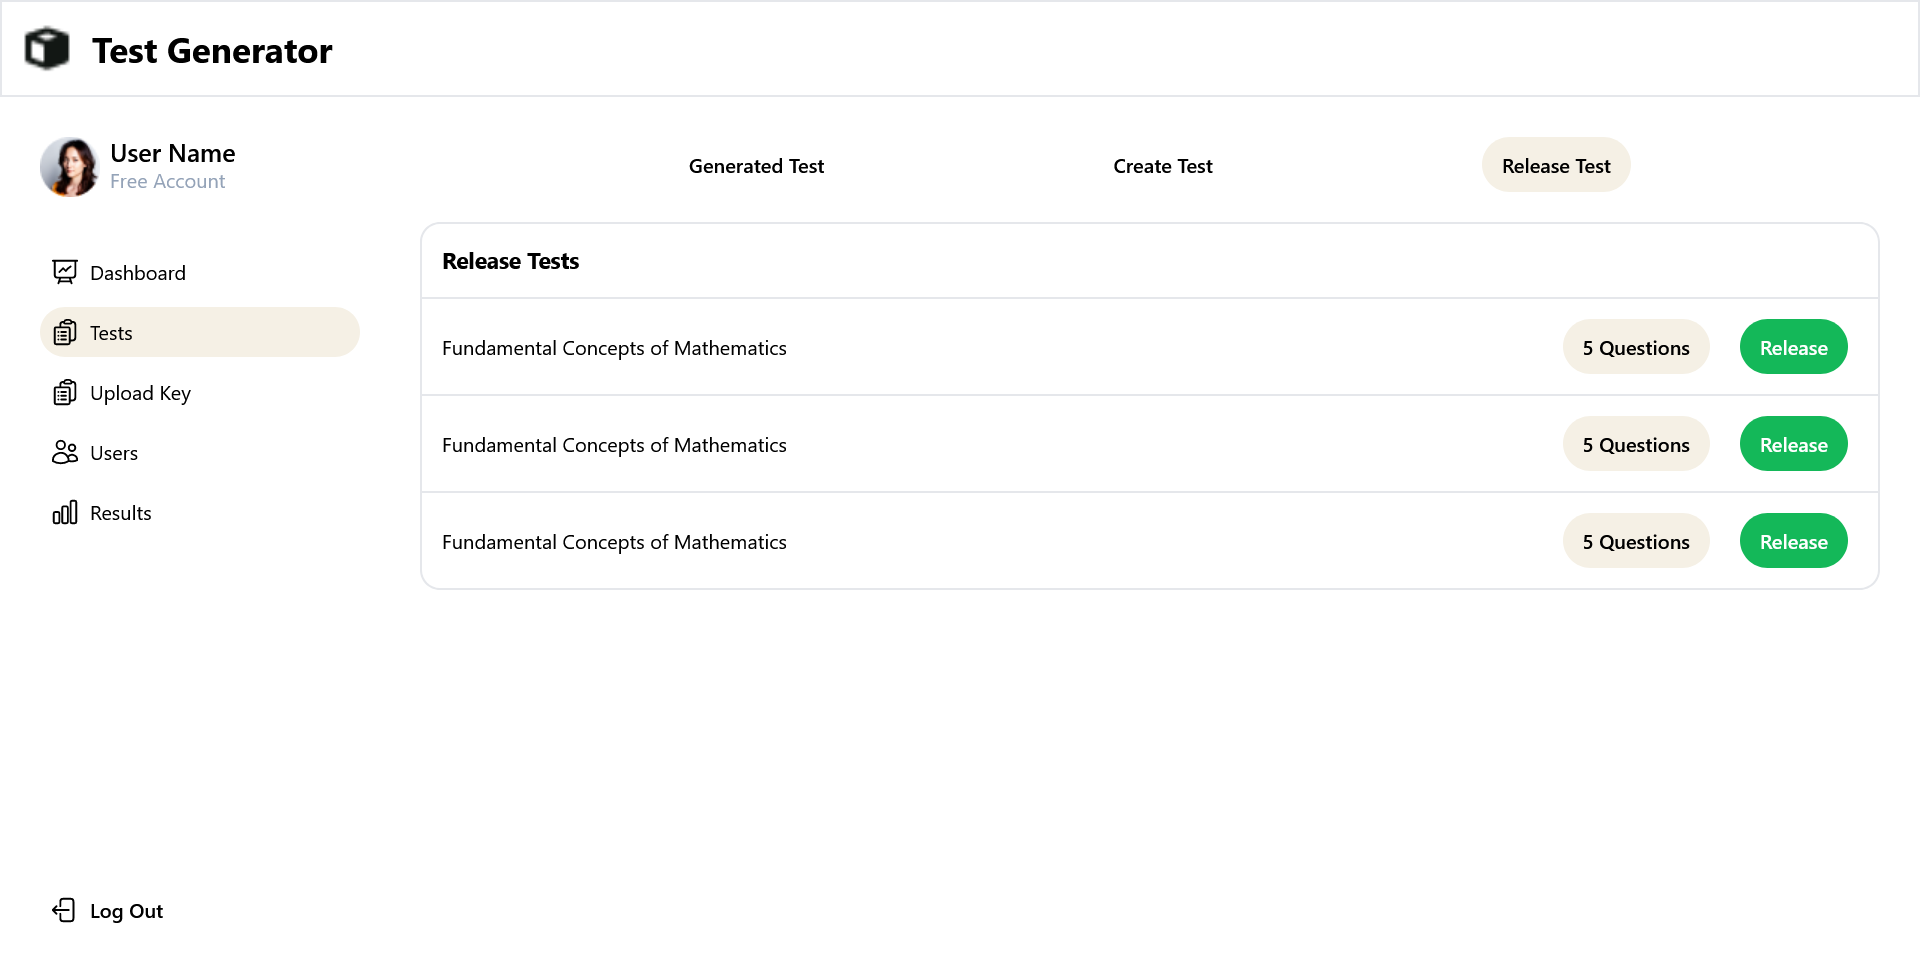 Test Generator
User Name
Free Account
Generated Test
Create Test
Release Test
Dashboard
Tests
Upload Key
Users
Results
Log Out
Release Tests
Fundamental Concepts of Mathematics
5 Questions
Release
Fundamental Concepts of Mathematics
5 Questions
Release
Fundamental Concepts of Mathematics
5 Questions
Release